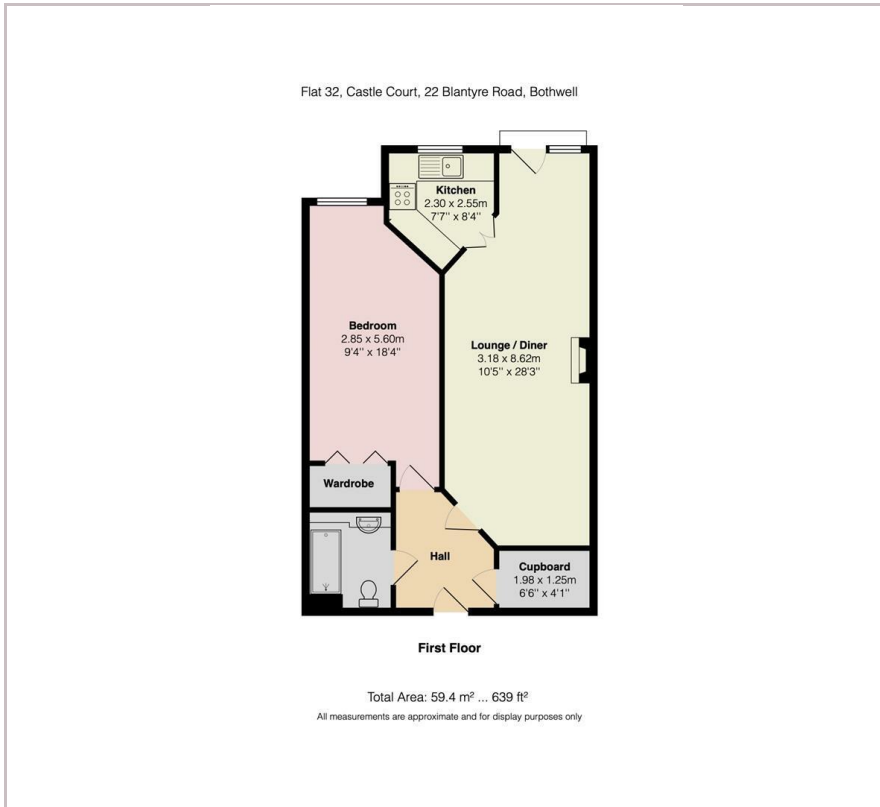 Flat 32, Castle Court, 22 Blantyre Road, Bothwell
Kitchen
2.30 x 2.55m
7'7'' x 8'4''
Bedroom
2.85 x 5.60m
9'4'' x 18'4''
Lounge / Diner
3.18 x 8.62m
10'5'' x 28'3''
Wardrobe
Hall
Cupboard
1.98 x 1.25m
6'6'' x 4'1''
First Floor
Total Area: 59.4 m² ... 639 ft²
All measurements are approximate and for display purposes only